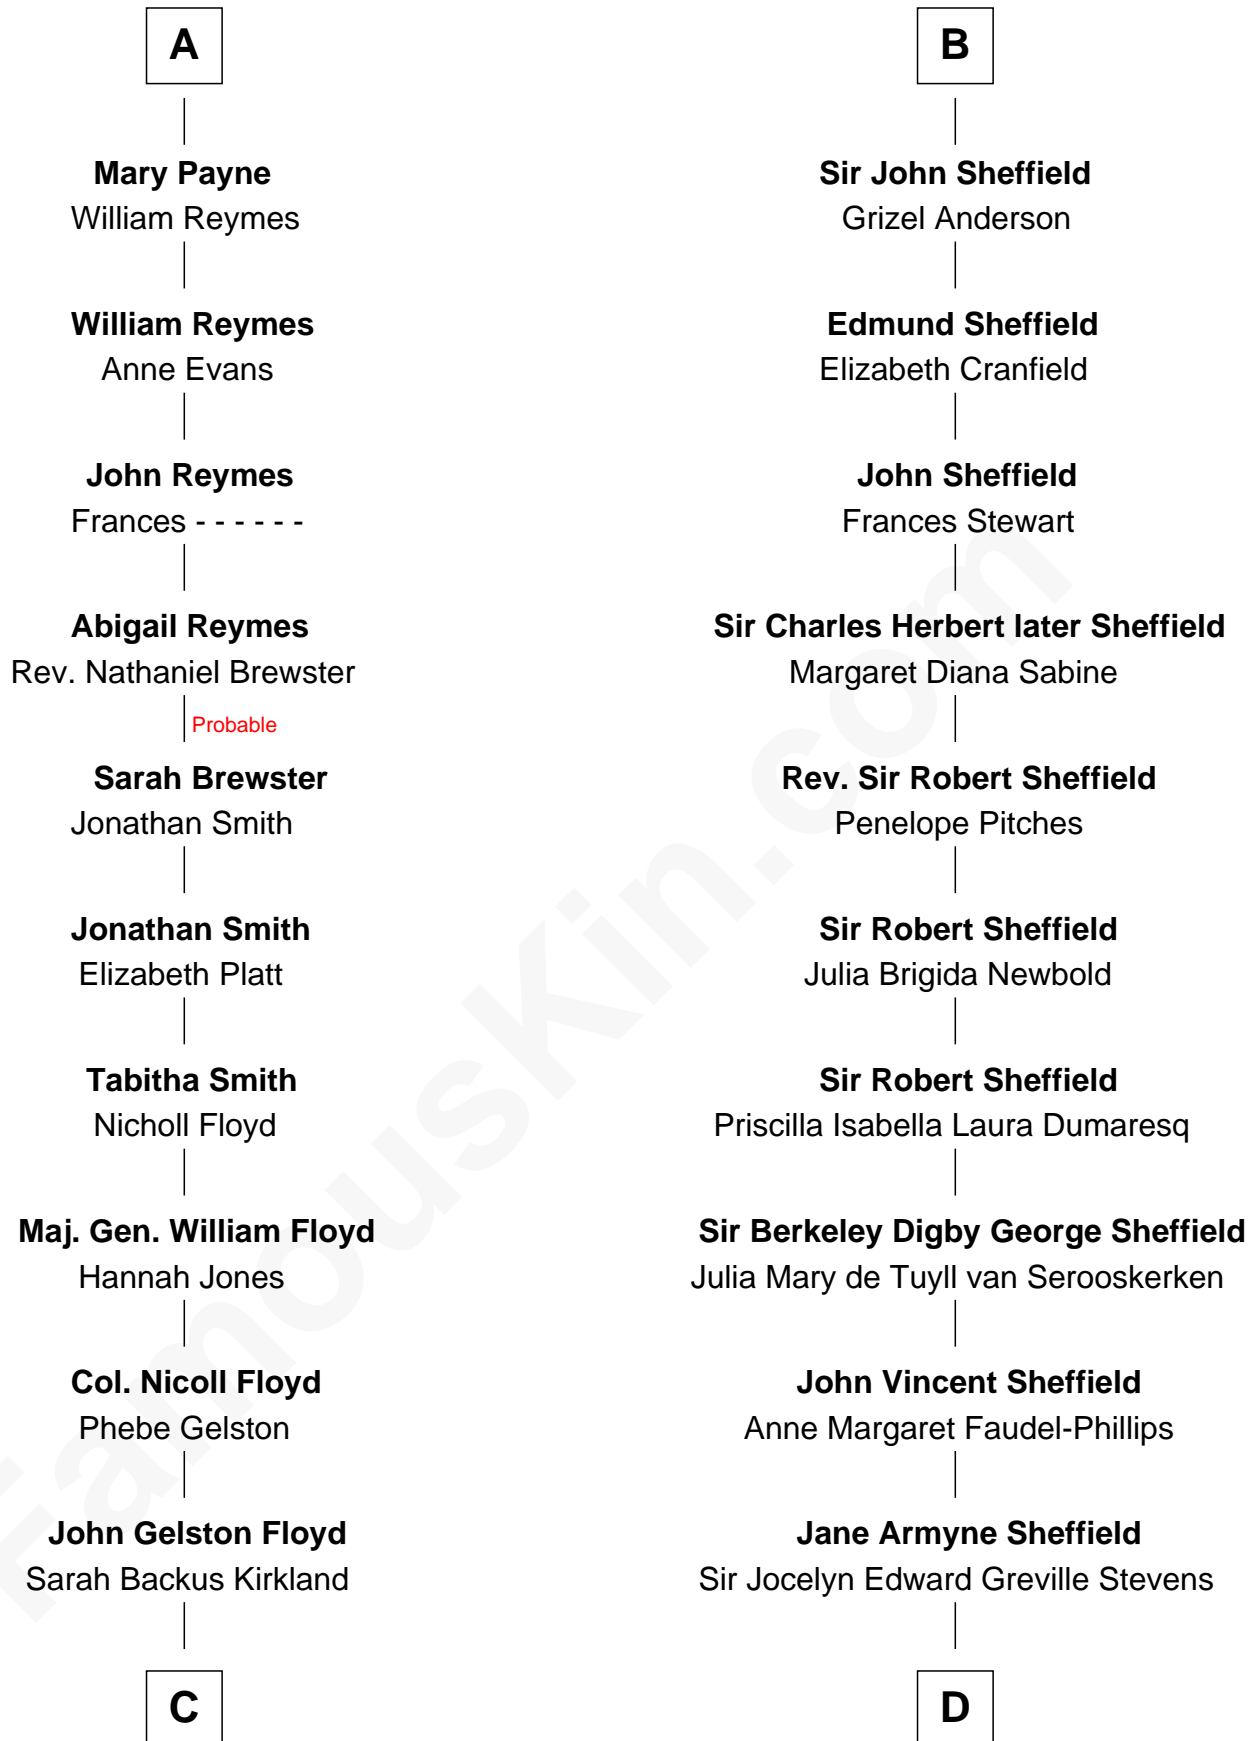 A
Mary Payne
William Reymes
William Reymes
Anne Evans
John Reymes
Frances - - - - - -
Abigail Reymes
Rev. Nathaniel Brewster
Probable
Sarah Brewster
Jonathan Smith
Jonathan Smith
Elizabeth Platt
Tabitha Smith
Nicholl Floyd
Maj. Gen. William Floyd
Hannah Jones
Col. Nicoll Floyd
Phebe Gelston
John Gelston Floyd
Sarah Backus Kirkland
C
B
Sir John Sheffield
Grizel Anderson
Edmund Sheffield
Elizabeth Cranfield
John Sheffield
Frances Stewart
Sir Charles Herbert later Sheffield
Margaret Diana Sabine
Rev. Sir Robert Sheffield
Penelope Pitches
Sir Robert Sheffield
Julia Brigida Newbold
Sir Robert Sheffield
Priscilla Isabella Laura Dumaresq
Sir Berkeley Digby George Sheffield
Julia Mary de Tuyll van Serooskerken
John Vincent Sheffield
Anne Margaret Faudel-Phillips
Jane Armyne Sheffield
Sir Jocelyn Edward Greville Stevens
D
FamousKin.com